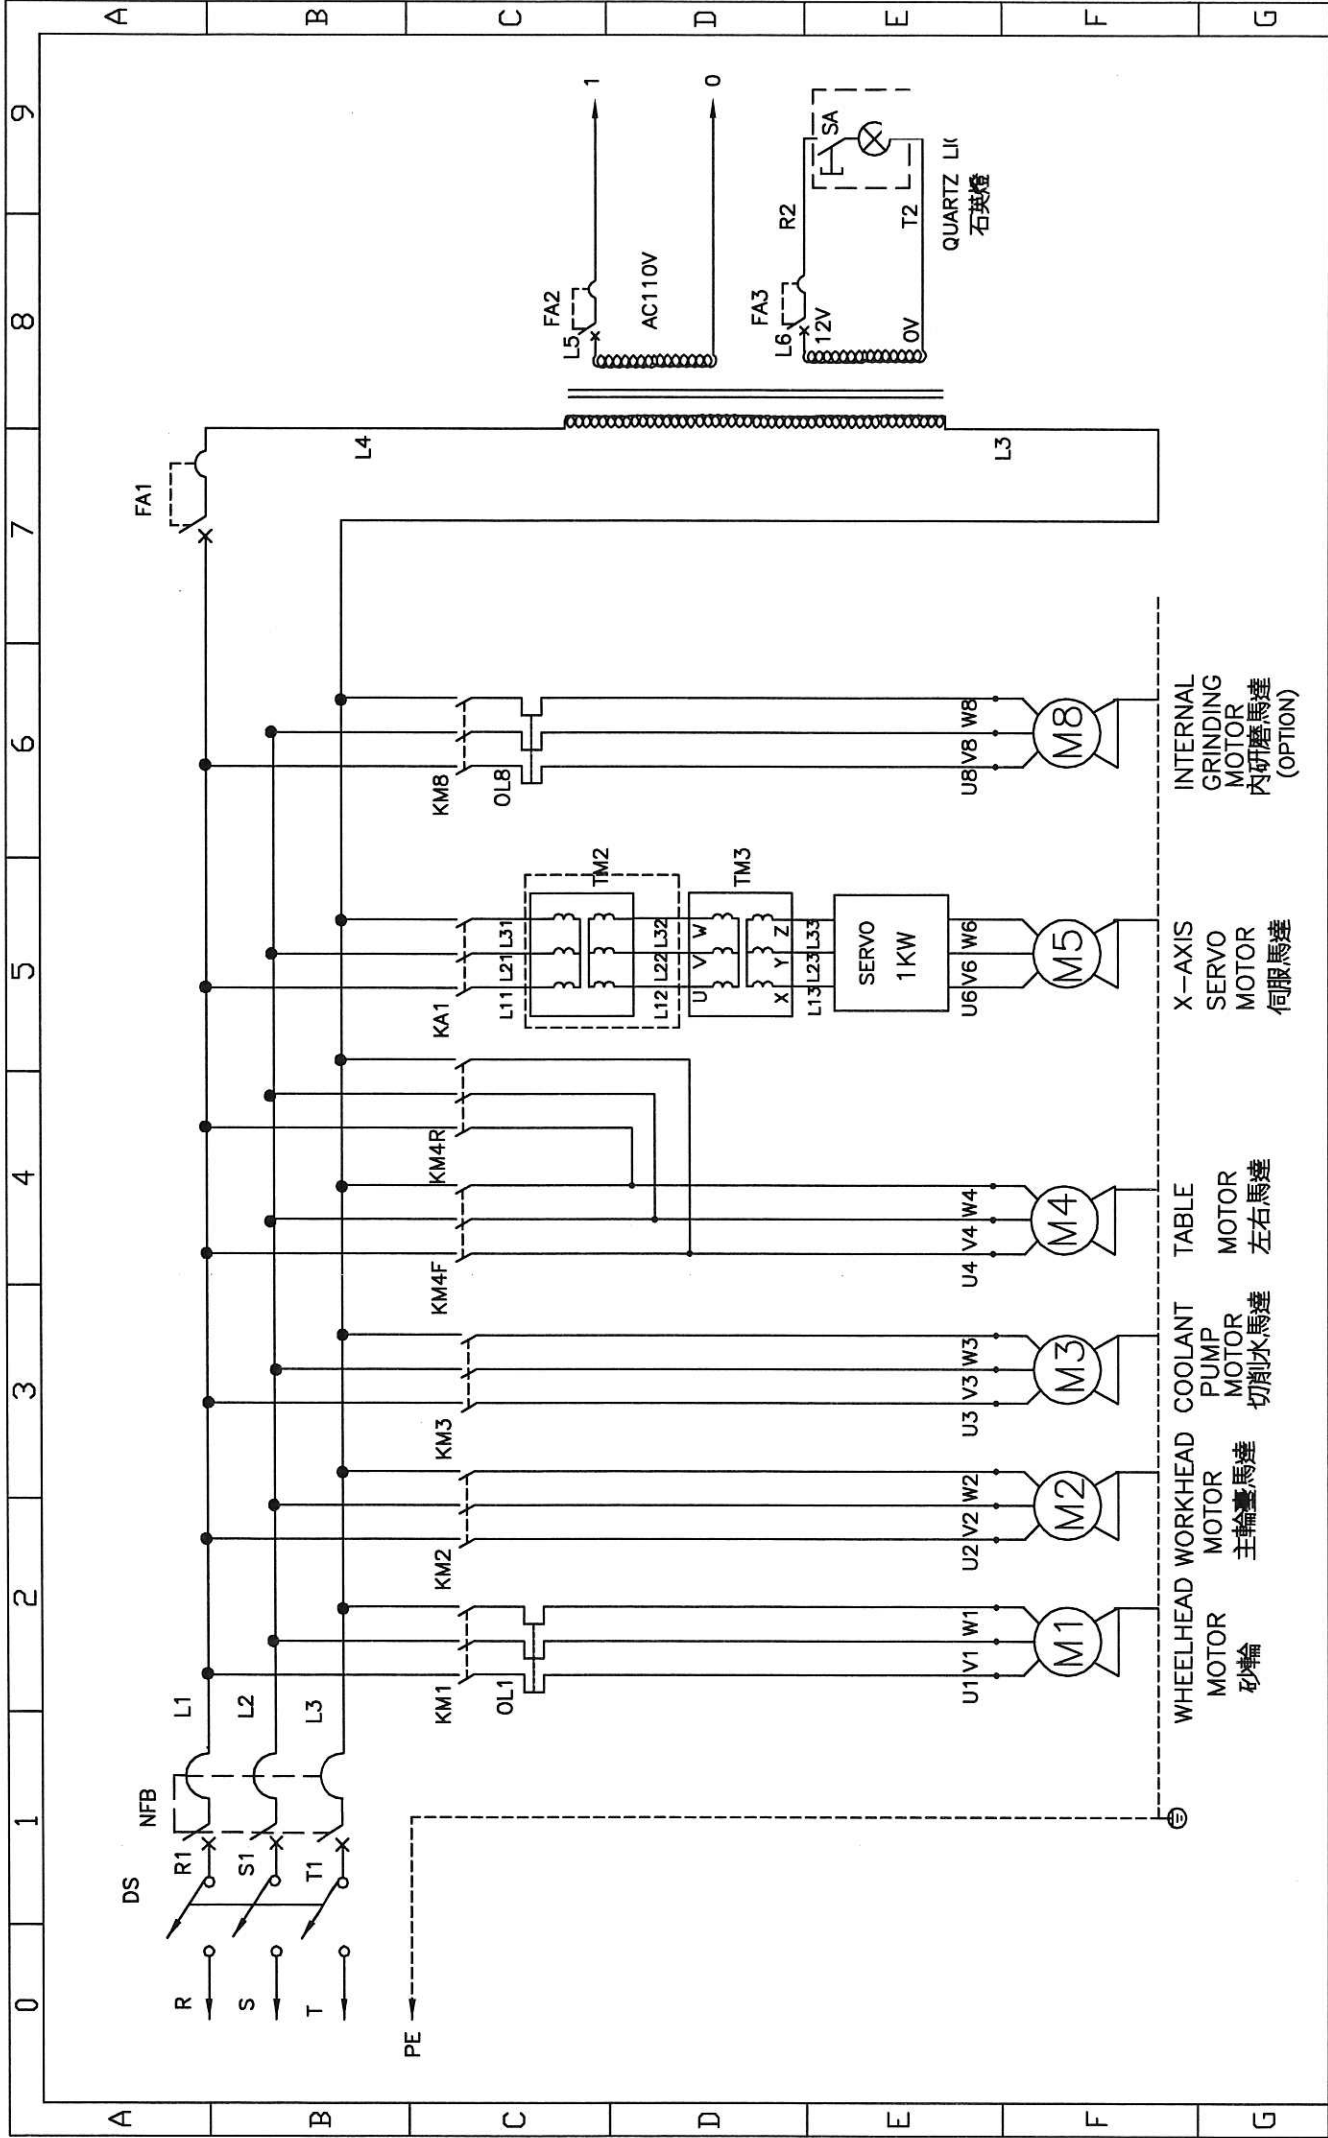 0
1
2
3
4
5
6
7
8
9
A
B
C
D
E
F
G
A
B
C
D
E
F
G
R
S
T
PE
DS
R1
S1
T1
NFB
L1
L2
L3
KM1
OL1
U1 V1 W1
M1
WHEELHEAD
MOTOR
砂輪
KM2
U2 V2 W2
M2
WORKHEAD
MOTOR
主輪臺馬達
KM3
U3 V3 W3
M3
COOLANT
PUMP
MOTOR
切削水馬達
KM4F
KM4R
U4 V4 W4
M4
TABLE
MOTOR
左右馬達
KA1
L11 L21 L31
TM2
L12 L22 L32
U V W
TM3
X Y Z
L13 L23 L33
SERVO
1KW
U6 V6 W6
M5
X-AXIS
SERVO
MOTOR
伺服馬達
KM8
OL8
U8 V8 W8
M8
INTERNAL
GRINDING
MOTOR
內研磨馬達
(OPTION)
FA1
L4
L3
FA2
L5
AC110V
1
0
FA3
L6
12V
0V
R2
T2
SA
QUARTZ
石英燈